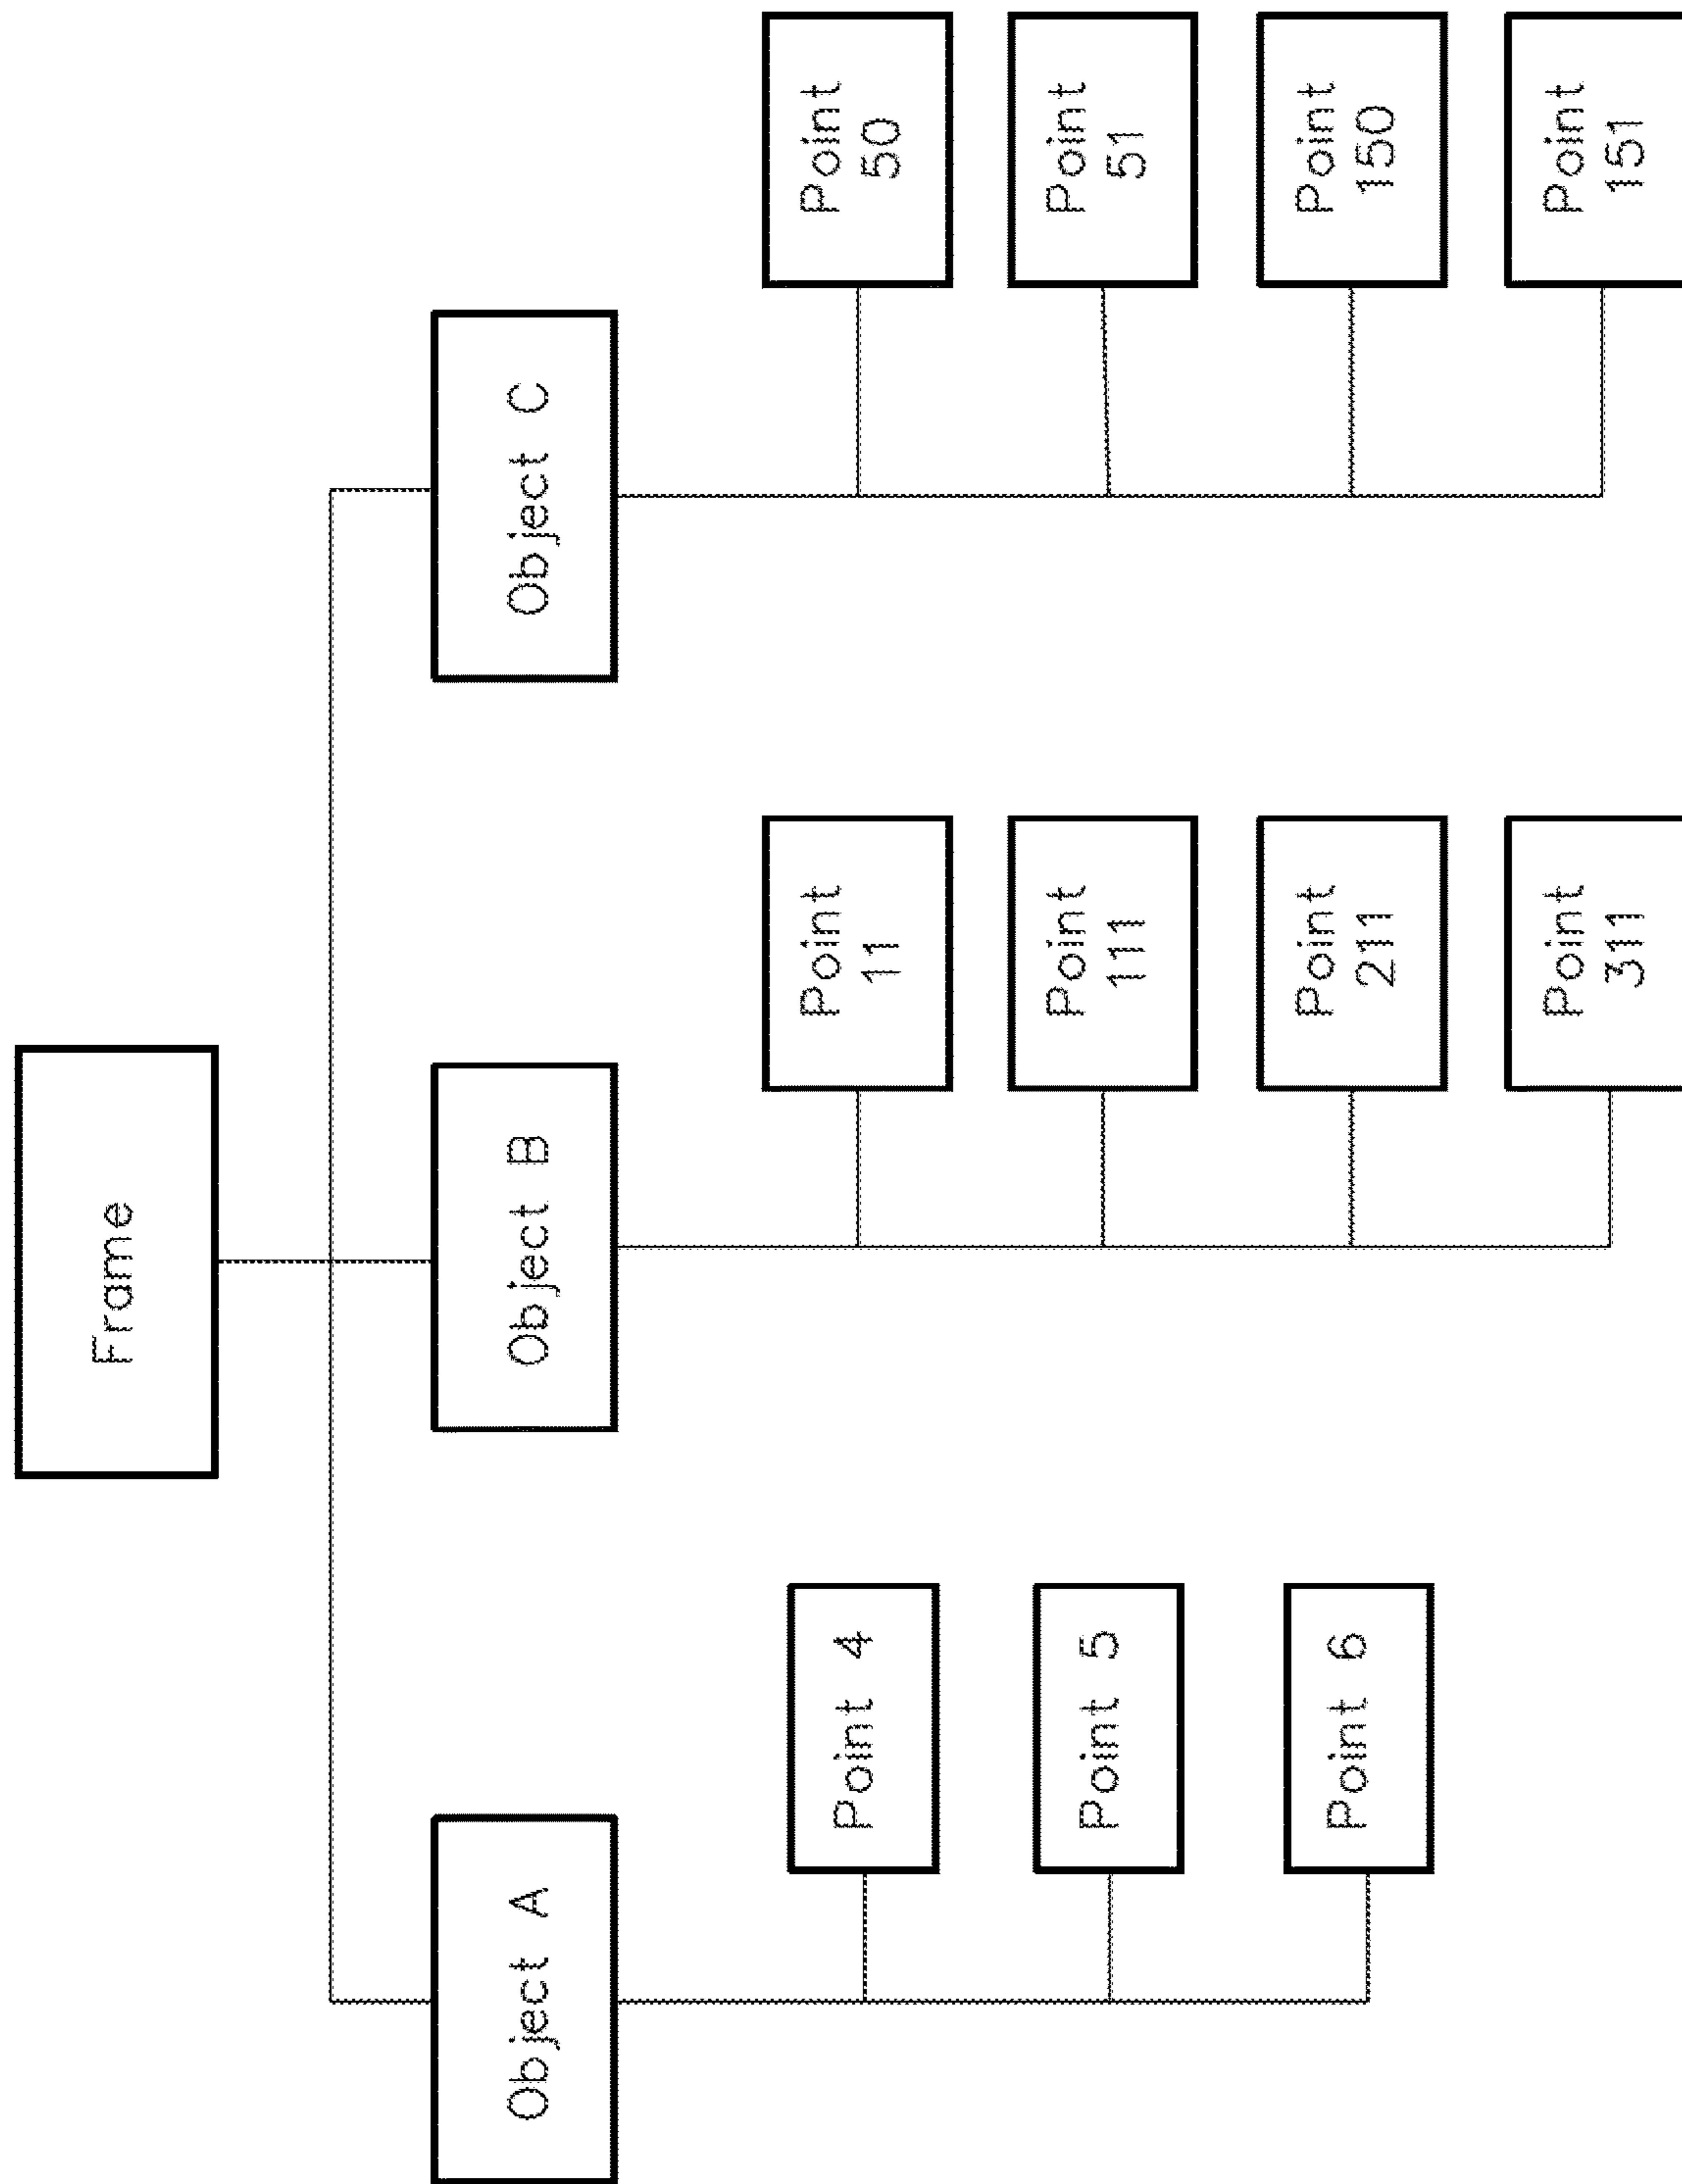 Frame
Object A
Object B
Object C
Point 4
Point 5
Point 6
Point
11
Point
111
Point
211
Point
311
Point
50
Point
51
Point
150
Point
151